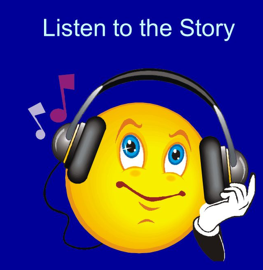 Listen to the Story